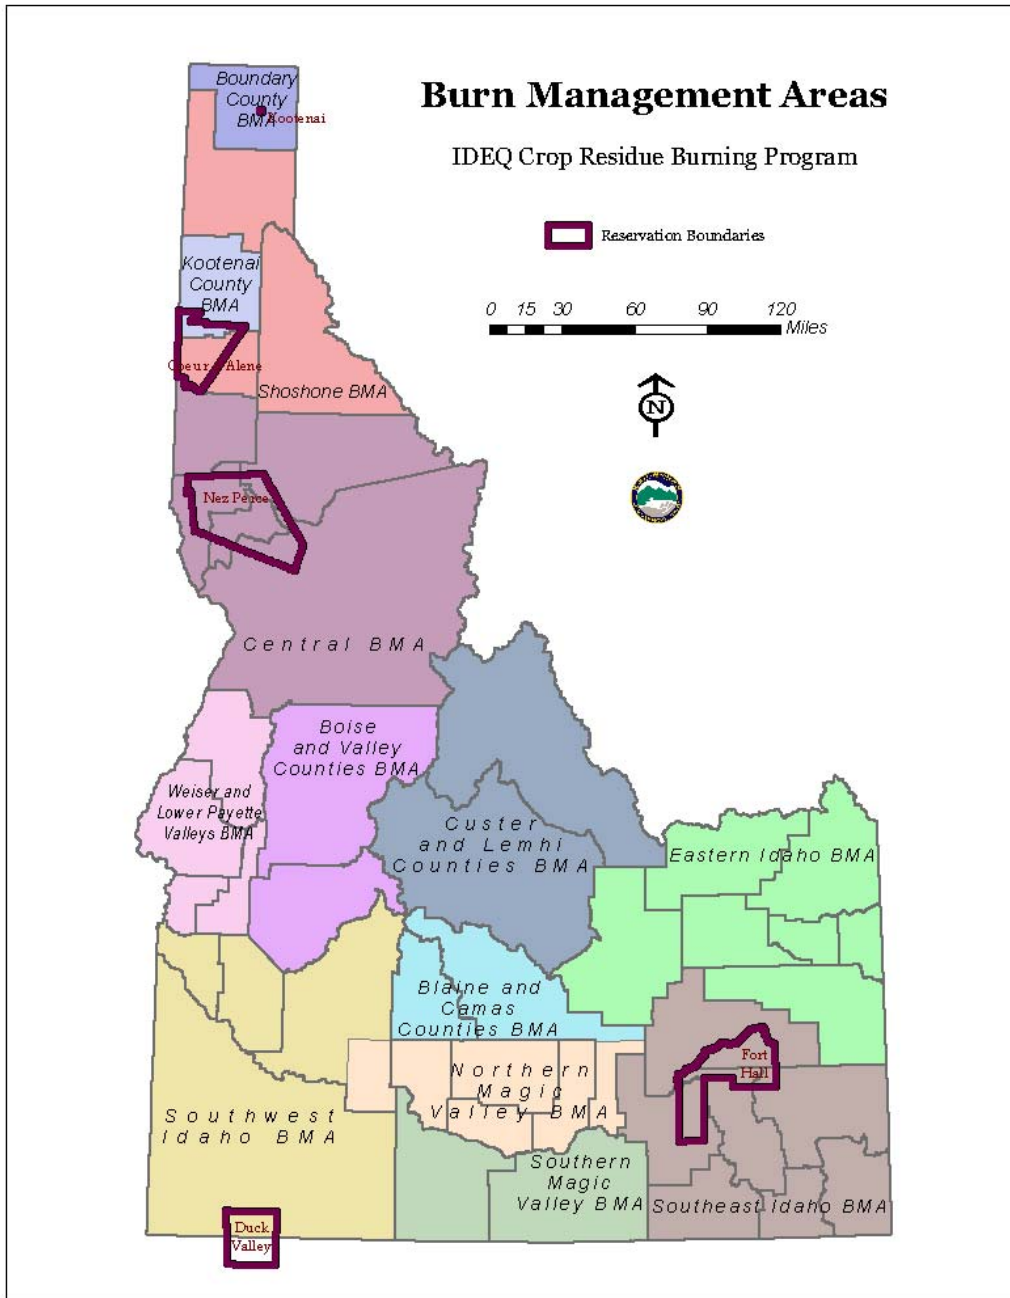 Burn Management Areas
IDEQ Crop Residue Burning Program
Reservation Boundaries
0 15 30 60 90 120
Miles
N
Boundary
County
BMA
Kootenai
Kootenai
County
BMA
Coeur d'Alene
Shoshone BMA
Nez Perce
Central BMA
Boise
and Valley
Counties BMA
Weiser and
Lower Payette
Valleys BMA
Custer
and Lemhi
Counties BMA
Eastern Idaho BMA
Blaine and
Camas
Counties BMA
Fort
Hall
Northern
Magic
Valley BMA
Southwest
Idaho BMA
Southern
Magic
Valley BMA
Southeast Idaho BMA
Duck
Valley